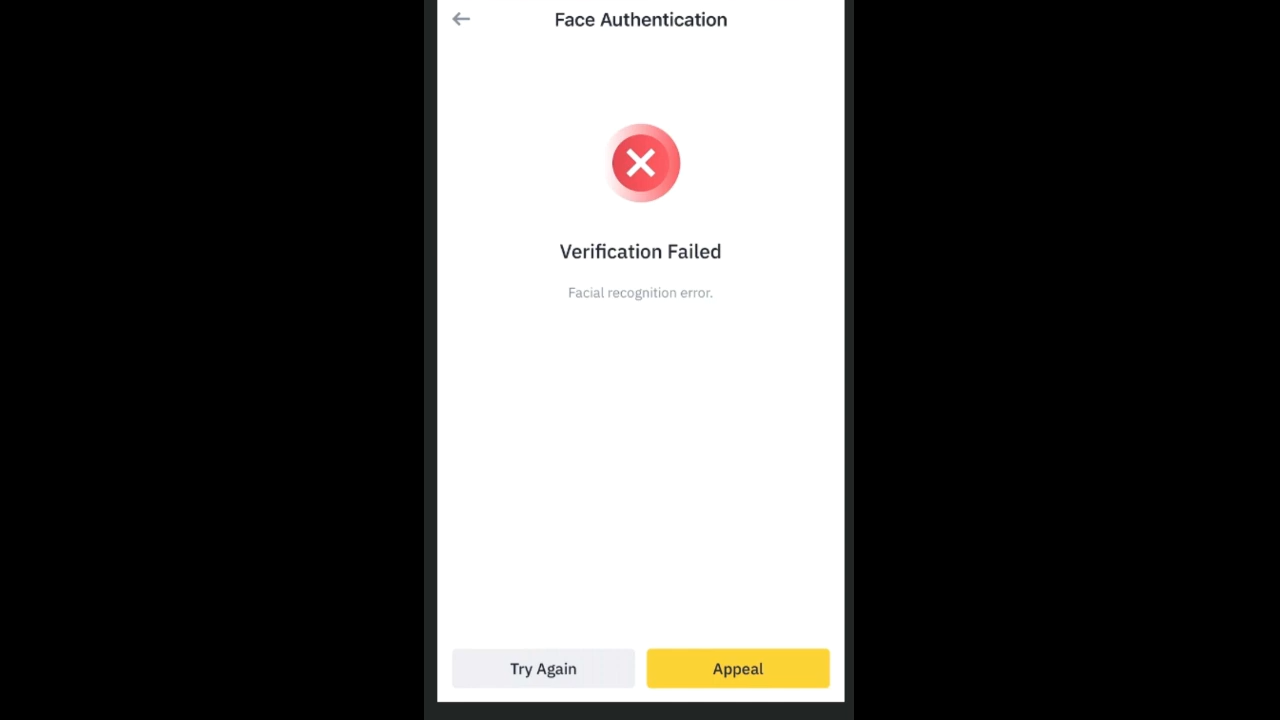 Face Authentication
Verification Failed
Facial recognition error.
Try Again
Appeal